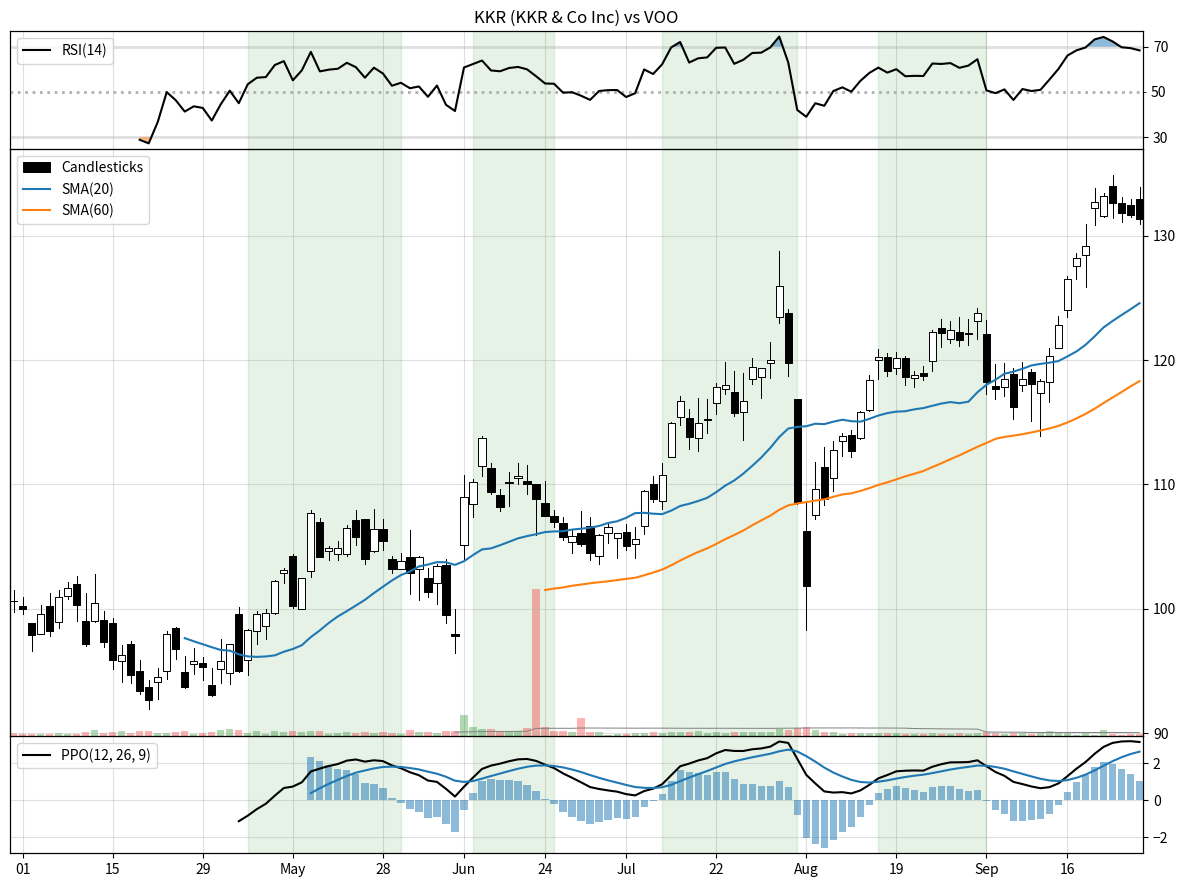 KKR (KKR & Co Inc) vs VOO
RSI(14)
70
50
30
Candlesticks
SMA(20)
SMA(60)
130
120
110
100
90
PPO(12, 26, 9)
2
0
−2
01 15 29 May 28 Jun 24 Jul 22 Aug 19 Sep 16